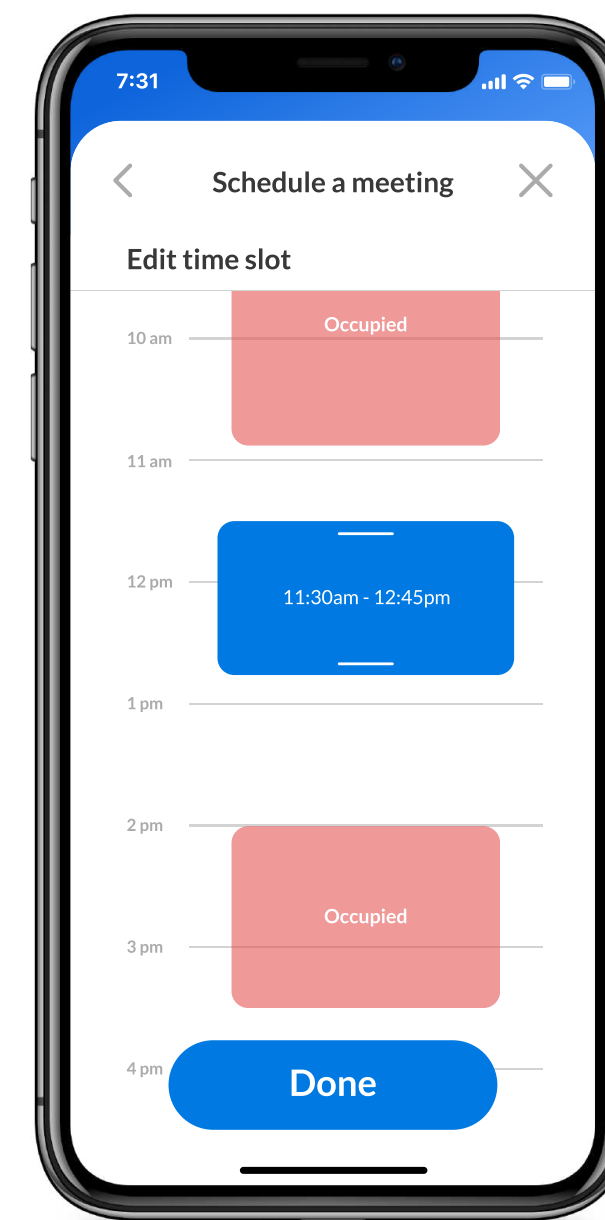 7:31
Schedule a meeting
Edit time slot
Occupied
10 am
11 am
12 pm
11:30am - 12:45pm
1 pm
2 pm
Occupied
3 pm
4 pm
Done